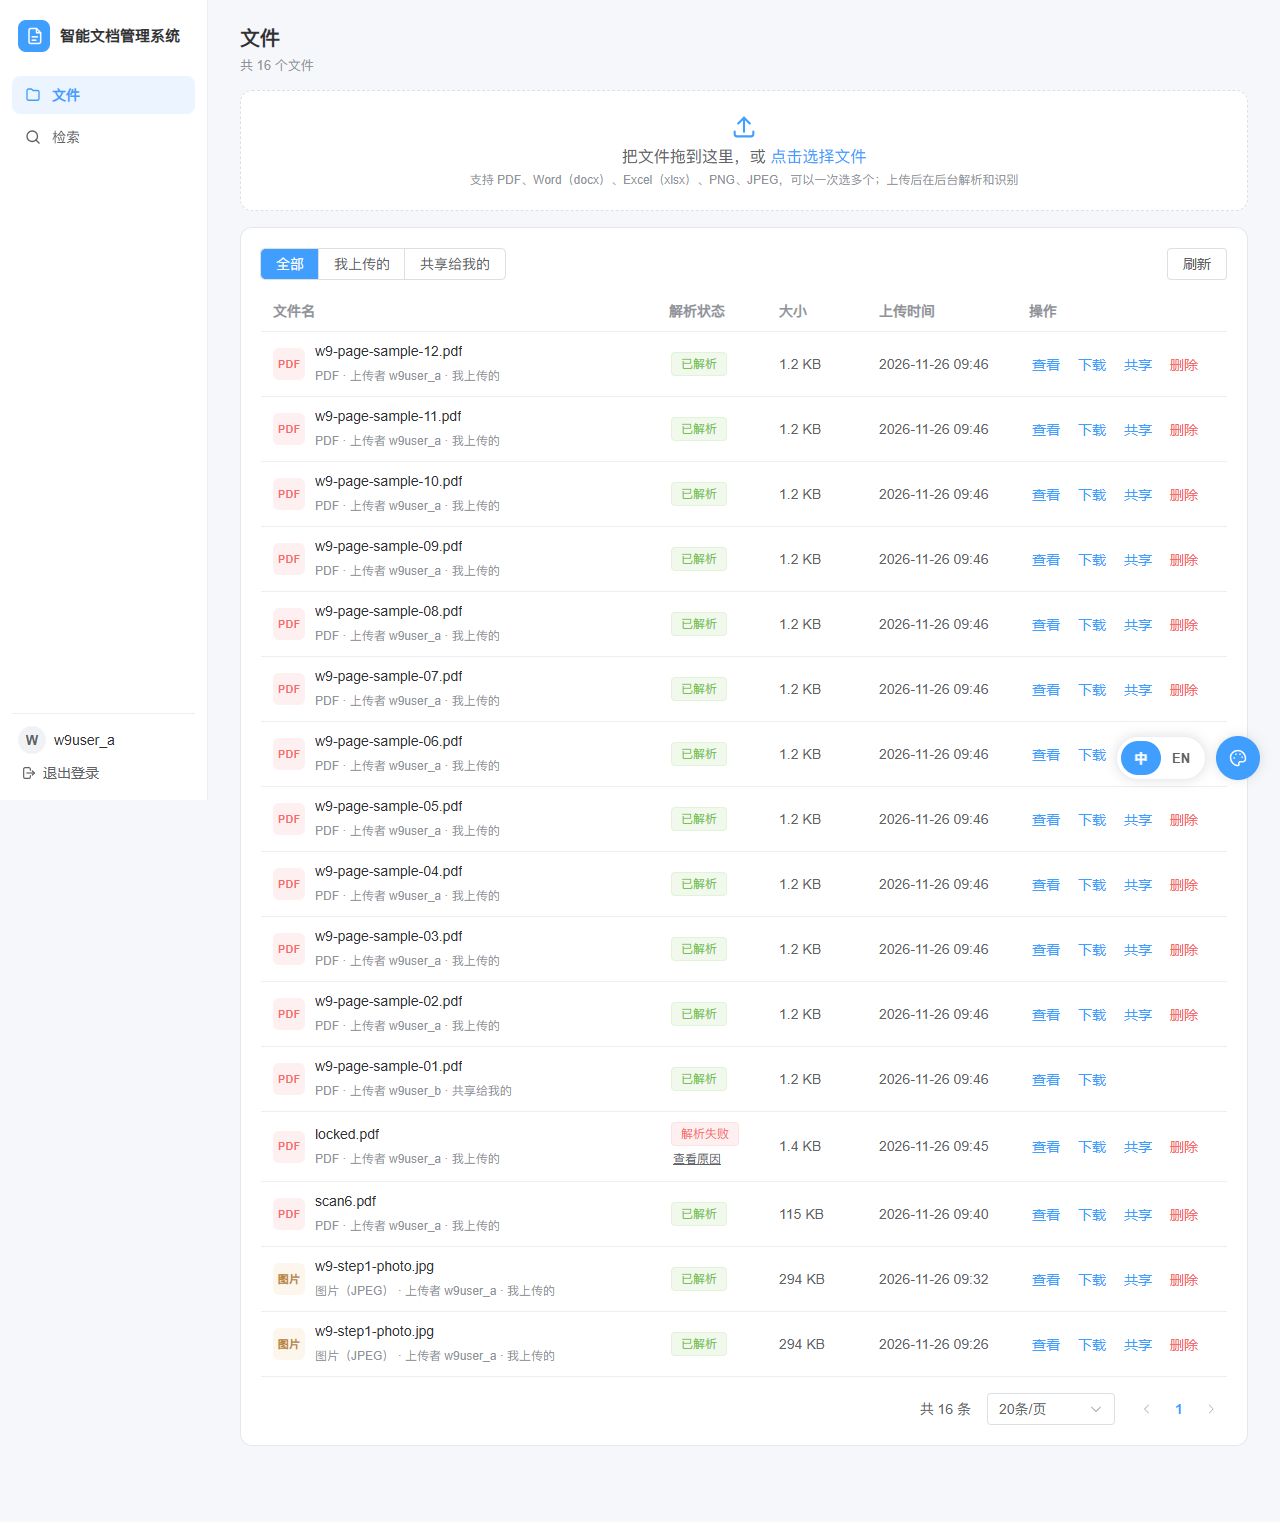 智能文档管理系统
文件
检索
w9user_a
W
退出登录
文件
共 16 个文件
把文件拖到这里，或 点击选择文件
支持 PDF、Word（docx）、Excel（xlsx）、PNG、JPEG，可以一次选多个；上传后在后台解析和识别
全部 我上传的 共享给我的 刷新
文件名 解析状态 大小 上传时间 操作
PDF w9-page-sample-12.pdf 已解析 1.2 KB 2026-11-26 09:46 查看 下载 共享 删除
PDF · 上传者 w9user_a · 我上传的
PDF w9-page-sample-11.pdf 已解析 1.2 KB 2026-11-26 09:46 查看 下载 共享 删除
PDF · 上传者 w9user_a · 我上传的
PDF w9-page-sample-10.pdf 已解析 1.2 KB 2026-11-26 09:46 查看 下载 共享 删除
PDF · 上传者 w9user_a · 我上传的
PDF w9-page-sample-09.pdf 已解析 1.2 KB 2026-11-26 09:46 查看 下载 共享 删除
PDF · 上传者 w9user_a · 我上传的
PDF w9-page-sample-08.pdf 已解析 1.2 KB 2026-11-26 09:46 查看 下载 共享 删除
PDF · 上传者 w9user_a · 我上传的
PDF w9-page-sample-07.pdf 已解析 1.2 KB 2026-11-26 09:46 查看 下载 共享 删除
PDF · 上传者 w9user_a · 我上传的
PDF w9-page-sample-06.pdf 已解析 1.2 KB 2026-11-26 09:46 查看 下载 中 EN
PDF · 上传者 w9user_a · 我上传的
PDF w9-page-sample-05.pdf 已解析 1.2 KB 2026-11-26 09:46 查看 下载 共享 删除
PDF · 上传者 w9user_a · 我上传的
PDF w9-page-sample-04.pdf 已解析 1.2 KB 2026-11-26 09:46 查看 下载 共享 删除
PDF · 上传者 w9user_a · 我上传的
PDF w9-page-sample-03.pdf 已解析 1.2 KB 2026-11-26 09:46 查看 下载 共享 删除
PDF · 上传者 w9user_a · 我上传的
PDF w9-page-sample-02.pdf 已解析 1.2 KB 2026-11-26 09:46 查看 下载 共享 删除
PDF · 上传者 w9user_a · 我上传的
PDF w9-page-sample-01.pdf 已解析 1.2 KB 2026-11-26 09:46 查看 下载
PDF · 上传者 w9user_b · 共享给我的
PDF locked.pdf 解析失败 1.4 KB 2026-11-26 09:45 查看 下载 共享 删除
PDF · 上传者 w9user_a · 我上传的 查看原因
PDF scan6.pdf 已解析 115 KB 2026-11-26 09:40 查看 下载 共享 删除
PDF · 上传者 w9user_a · 我上传的
图片 w9-step1-photo.jpg 已解析 294 KB 2026-11-26 09:32 查看 下载 共享 删除
图片（JPEG） · 上传者 w9user_a · 我上传的
图片 w9-step1-photo.jpg 已解析 294 KB 2026-11-26 09:26 查看 下载 共享 删除
图片（JPEG） · 上传者 w9user_a · 我上传的
共 16 条 20条/页 1